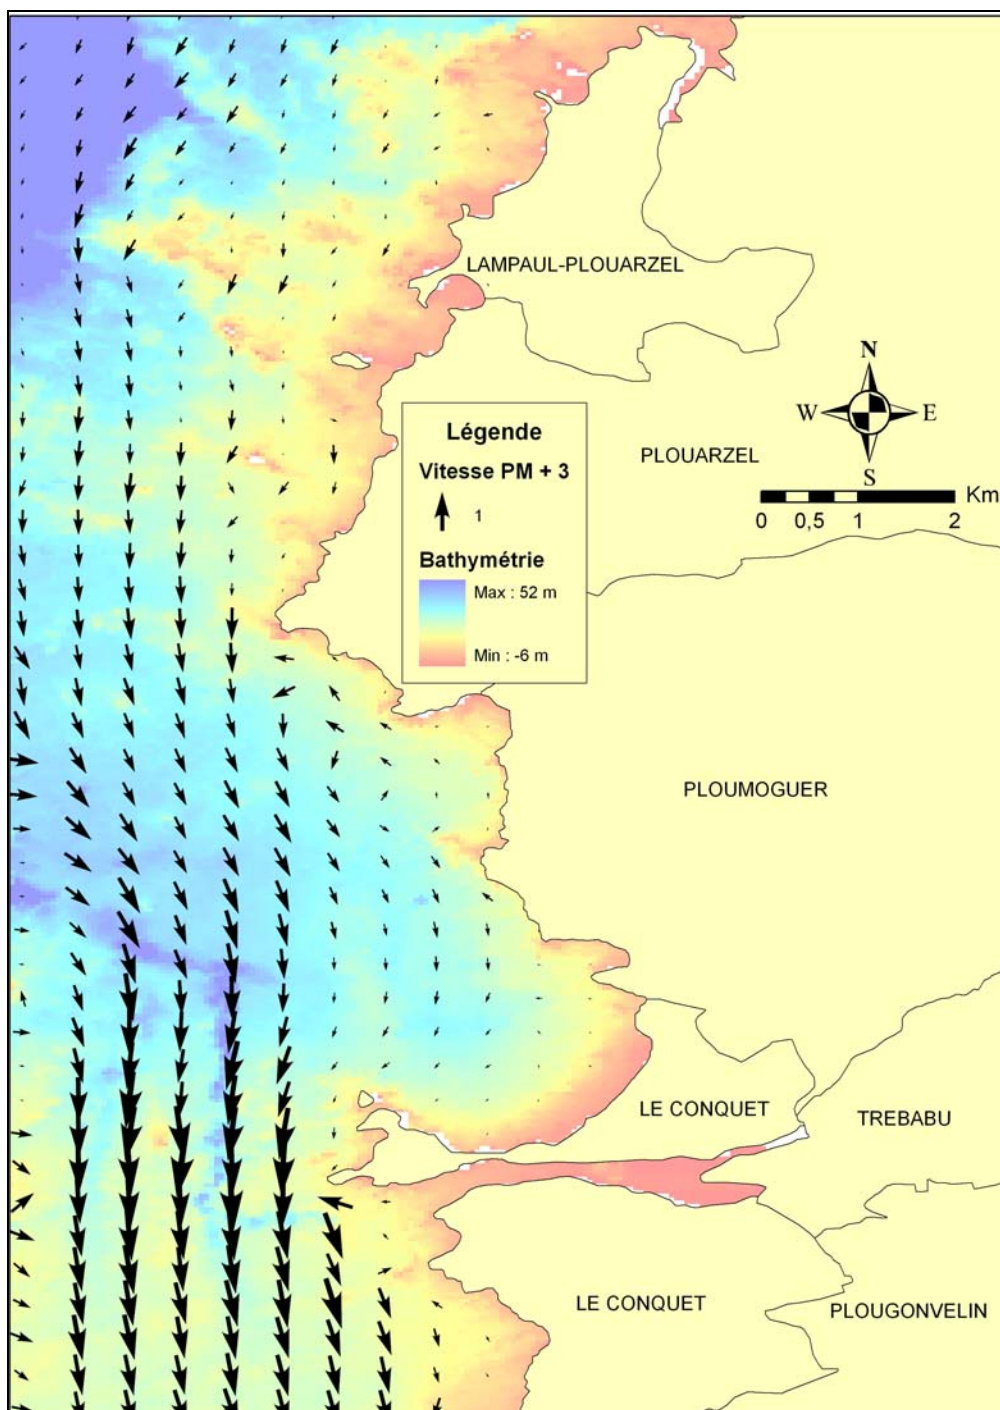 LAMPAUL-PLOUARZEL
N
W E
S
Légende
Vitesse PM + 3
1
Bathymétrie
Max : 52 m
Min : -6 m
PLOUARZEL
Km
0 0,5 1 2
PLOUMOGUER
LE CONQUET
TREBABU
LE CONQUET
PLOUGONVELIN